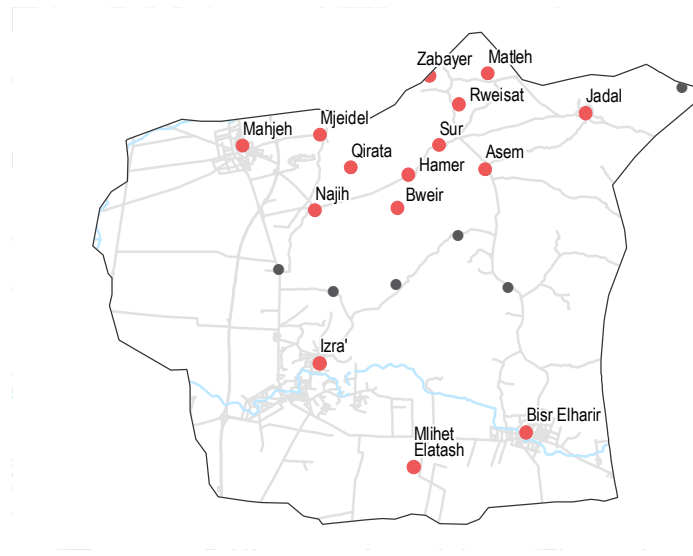 Zabayer
Matleh
Rweisat
Jadal
Mjeidel
Mahjeh
Sur
Qirata
Asem
Hamer
Najih
Bweir
Izra'
Bisr Elharir
Mlihet
Elatash